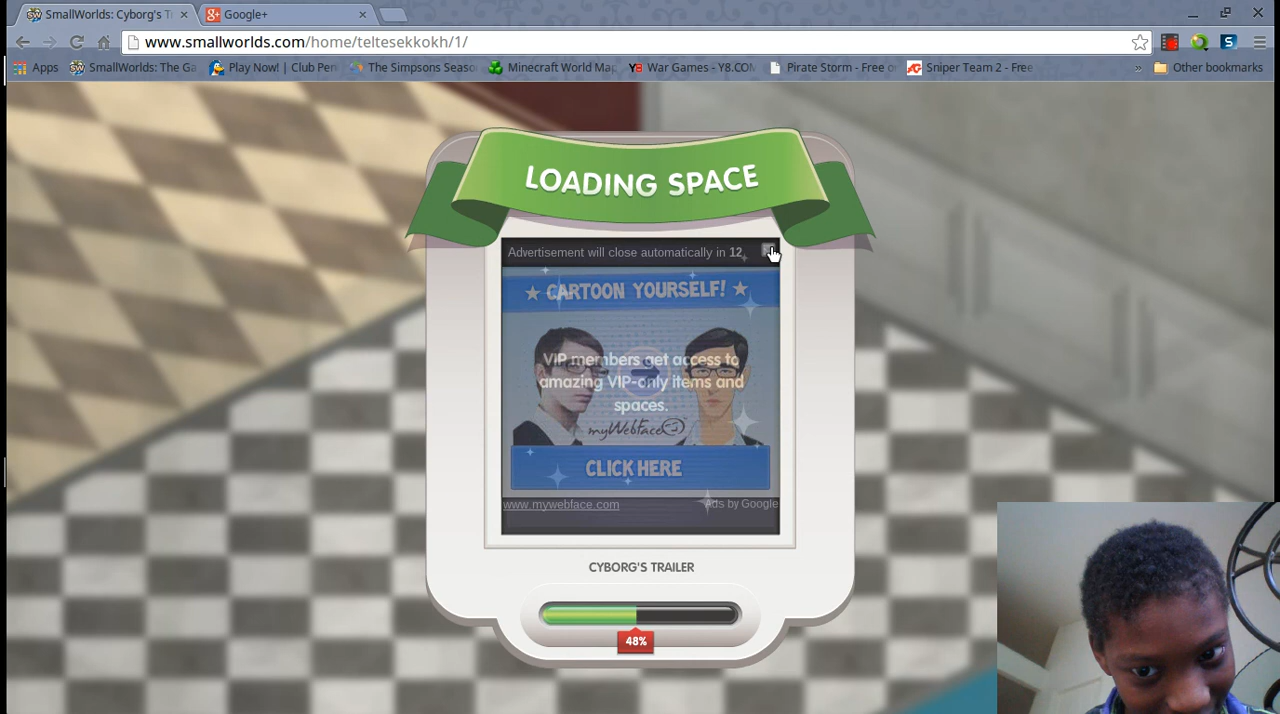 SmallWorlds: Cyborg's Tr
Google+
www.smallworlds.com/home/teltesekkokh/1/
Apps SmallWorlds: The Ga Play Now! | Club Pen The Simpsons Seaso Minecraft World Map War Games - Y8.COM Pirate Storm - Free o Sniper Team 2 - Free » Other bookmarks
LOADING SPACE
Advertisement will close automatically in 12
CARTOON YOURSELF!
VIP members get access to
amazing VIP-only items and
spaces.
myWebface
CLICK HERE
www.mywebface.com Ads by Google
CYBORG'S TRAILER
48%